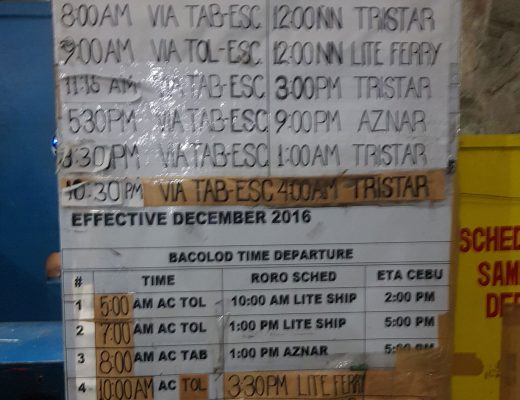 8:00AM VIA TAB-ESC 12:00NN TRISTAR
9:00AM VIA TOL-ESC 12:00NN LITE FERRY
11:15 AM VIA TAB-ESC 3:00PM TRISTAR
5:30PM VIA TAB-ESC 9:00PM AZNAR
:30PM VIA TAB-ESC 1:00AM TRISTAR
10:30PM VIA TAB-ESC 4:00AM TRISTAR
EFFECTIVE DECEMBER 2016
BACOLOD TIME DEPARTURE
# TIME RORO SCHED ETA CEBU
1 5:00 AM AC TOL 10:00 AM LITE SHIP 2:00 PM
2 7:00 AM AC TOL 1:00 PM LITE SHIP 5:00 PM
3 8:00 AM AC TAB 1:00 PM AZNAR 5:00 PM
4 10:00AM AC TOL 3:30PM LITE FERRY
SCHED
SAM
DE